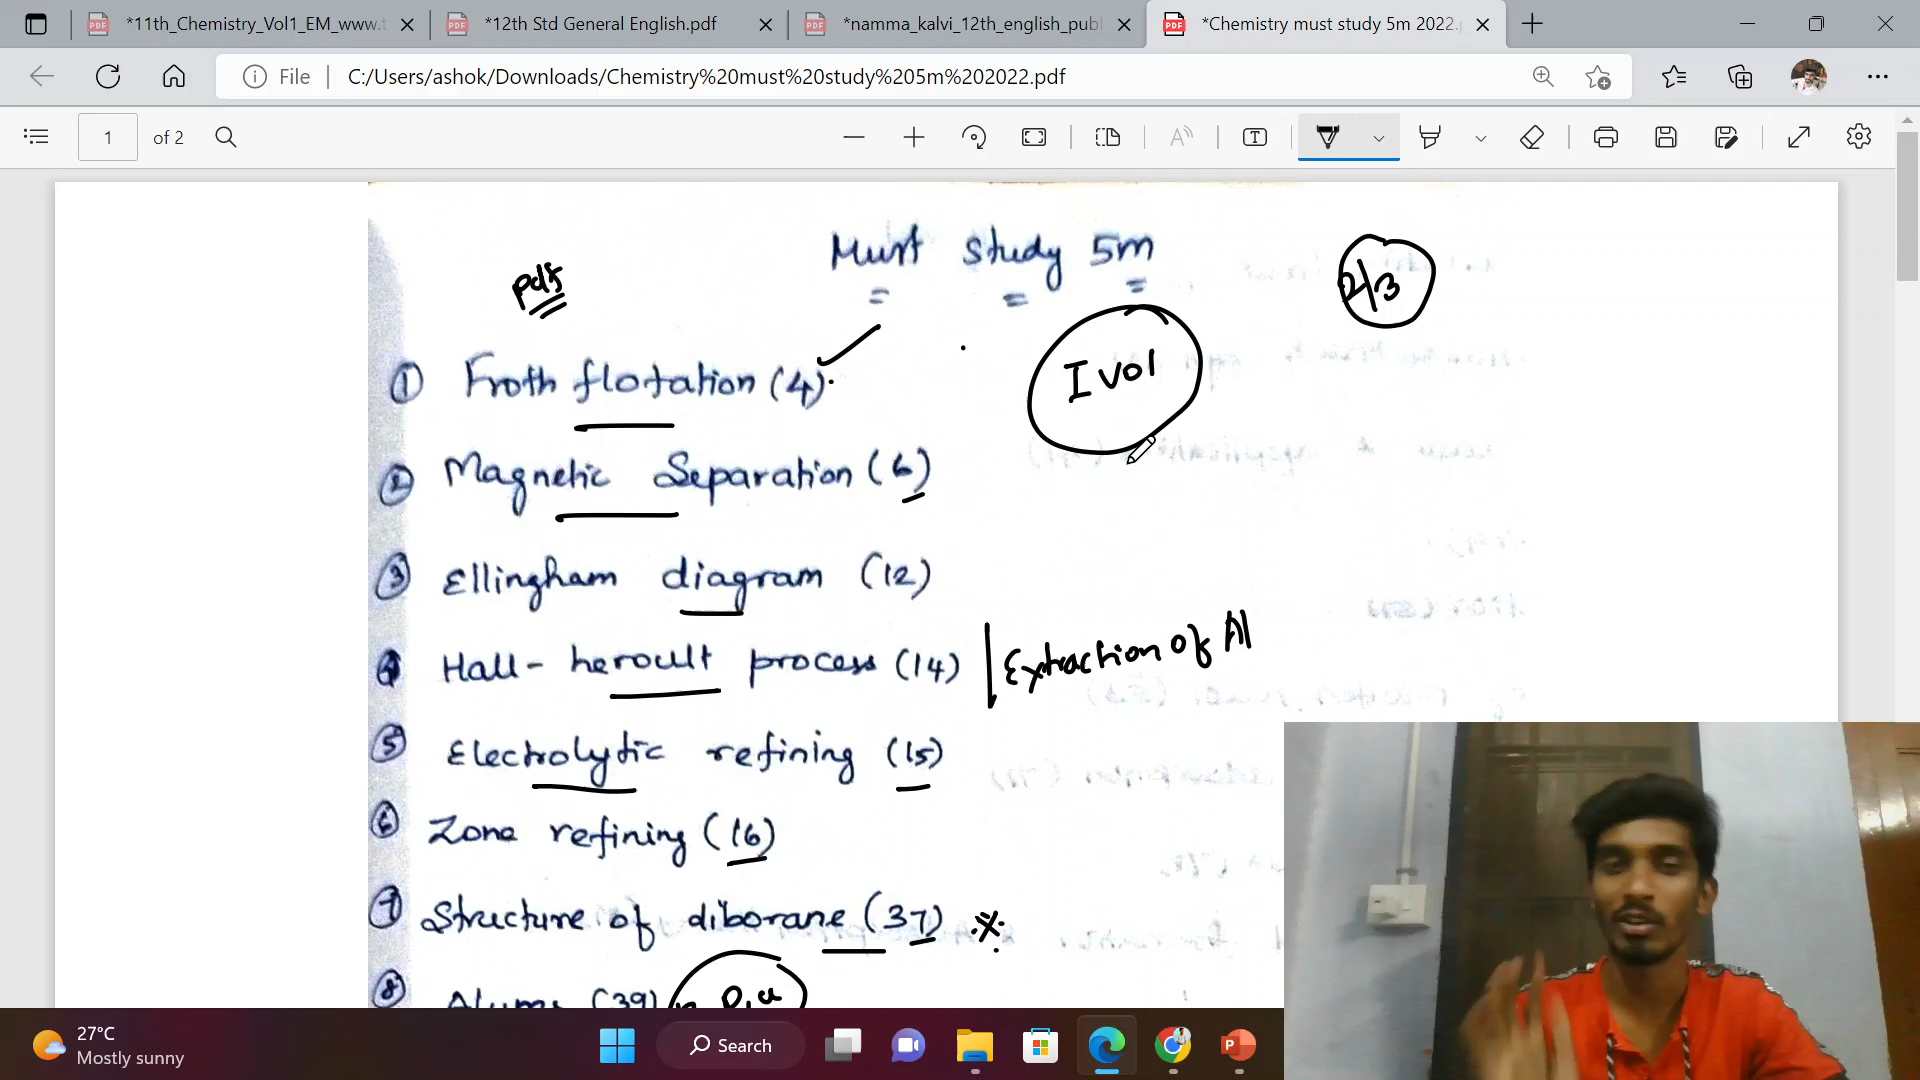 *11th_Chemistry_Vol1_EM_www.t
*12th Std General English.pdf
*namma_kalvi_12th_english_publ
*Chemistry must study 5m 2022.
File
C:/Users/ashok/Downloads/Chemistry%20must%20study%205m%202022.pdf
1 of 2
Must study 5m
pdf
2/3
I vol
① Froth flotation (4).
② Magnetic Separation (6)
③ Ellingham diagram (12)
④ Hall-heroult process (14) | Extraction of Al
⑤ Electrolytic refining (15)
⑥ Zone refining (16)
⑦ Structure of diborane (37) ※
⑧ Alums (39)
27°C
Mostly sunny
Search